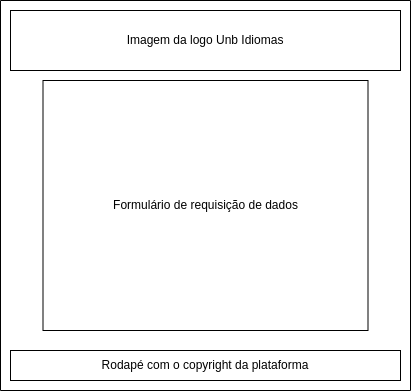 Imagem da logo Unb Idiomas
Formulário de requisição de dados
Rodapé com o copyright da plataforma